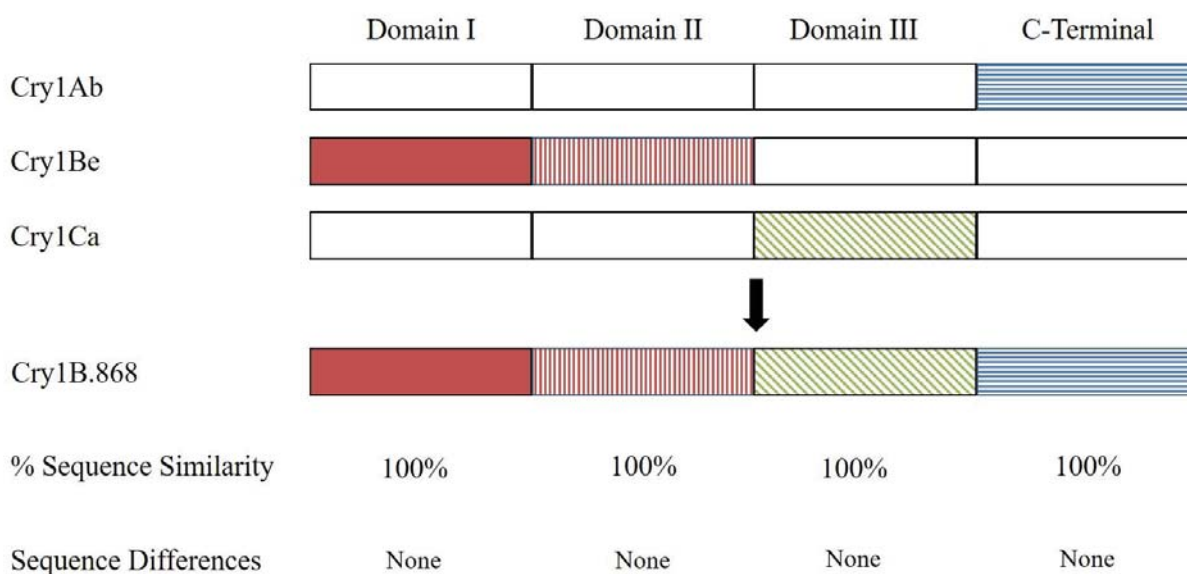 Domain I Domain II Domain III C-Terminal
Cry1Ab
Cry1Be
Cry1Ca
Cry1B.868
% Sequence Similarity 100% 100% 100% 100%
Sequence Differences None None None None